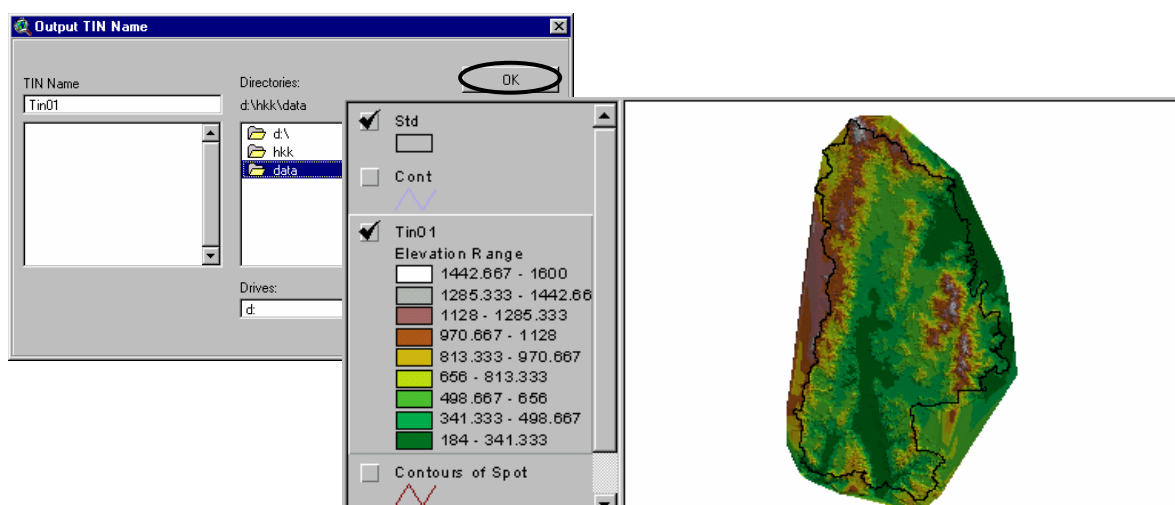 Output TIN Name
TIN Name
Tin01
Directories:
d:\hkk\data
d:\
hkk
data
Drives:
d:
OK
Std
Cont
Tin01
Elevation Range
1442.667 - 1600
1285.333 - 1442.66
1128 - 1285.333
970.667 - 1128
813.333 - 970.667
656 - 813.333
498.667 - 656
341.333 - 498.667
184 - 341.333
Contours of Spot